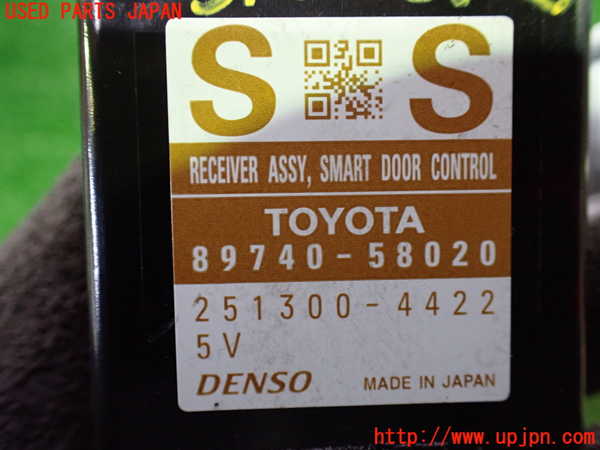 USED PARTS JAPAN
S S
RECEIVER ASSY, SMART DOOR CONTROL
TOYOTA
89740-58020
251300-4422
5V
DENSO MADE IN JAPAN
http://www.upjpn.com/